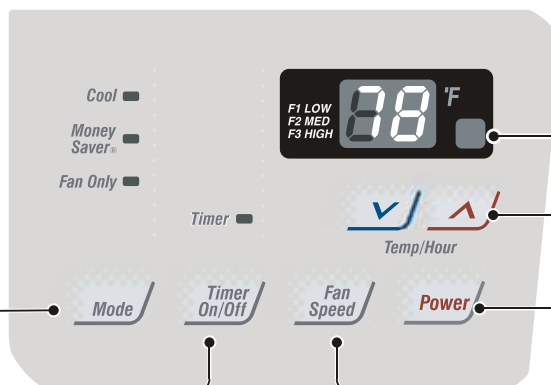 Cool
Money
Saver®
Fan Only
Timer
F1 LOW
F2 MED
F3 HIGH
78
°F
Temp/Hour
Mode
Timer
On/Off
Fan
Speed
Power